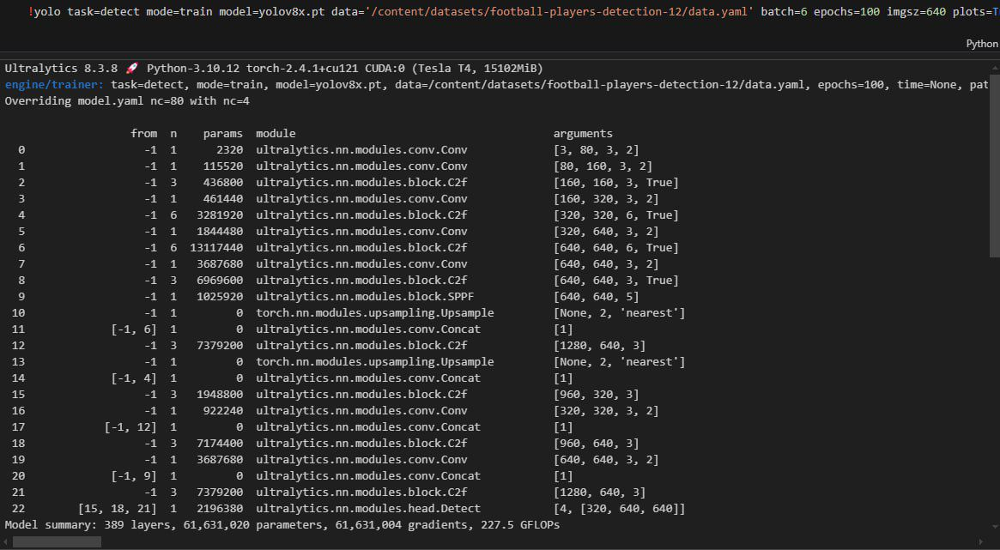 !yolo task=detect mode=train model=yolov8x.pt data='/content/datasets/football-players-detection-12/data.yaml' batch=6 epochs=100 imgsz=640 plots=T
Python
Ultralytics 8.3.8 🚀 Python-3.10.12 torch-2.4.1+cu121 CUDA:0 (Tesla T4, 15102MiB)
engine/trainer: task=detect, mode=train, model=yolov8x.pt, data=/content/datasets/football-players-detection-12/data.yaml, epochs=100, time=None, pat
Overriding model.yaml nc=80 with nc=4
from n params module arguments
0 -1 1 2320 ultralytics.nn.modules.conv.Conv [3, 80, 3, 2]
1 -1 1 115520 ultralytics.nn.modules.conv.Conv [80, 160, 3, 2]
2 -1 3 436800 ultralytics.nn.modules.block.C2f [160, 160, 3, True]
3 -1 1 461440 ultralytics.nn.modules.conv.Conv [160, 320, 3, 2]
4 -1 6 3281920 ultralytics.nn.modules.block.C2f [320, 320, 6, True]
5 -1 1 1844480 ultralytics.nn.modules.conv.Conv [320, 640, 3, 2]
6 -1 6 13117440 ultralytics.nn.modules.block.C2f [640, 640, 6, True]
7 -1 1 3687680 ultralytics.nn.modules.conv.Conv [640, 640, 3, 2]
8 -1 3 6969600 ultralytics.nn.modules.block.C2f [640, 640, 3, True]
9 -1 1 1025920 ultralytics.nn.modules.block.SPPF [640, 640, 5]
10 -1 1 0 torch.nn.modules.upsampling.Upsample [None, 2, 'nearest']
11 [-1, 6] 1 0 ultralytics.nn.modules.conv.Concat [1]
12 -1 3 7379200 ultralytics.nn.modules.block.C2f [1280, 640, 3]
13 -1 1 0 torch.nn.modules.upsampling.Upsample [None, 2, 'nearest']
14 [-1, 4] 1 0 ultralytics.nn.modules.conv.Concat [1]
15 -1 3 1948800 ultralytics.nn.modules.block.C2f [960, 320, 3]
16 -1 1 922240 ultralytics.nn.modules.conv.Conv [320, 320, 3, 2]
17 [-1, 12] 1 0 ultralytics.nn.modules.conv.Concat [1]
18 -1 3 7174400 ultralytics.nn.modules.block.C2f [960, 640, 3]
19 -1 1 3687680 ultralytics.nn.modules.conv.Conv [640, 640, 3, 2]
20 [-1, 9] 1 0 ultralytics.nn.modules.conv.Concat [1]
21 -1 3 7379200 ultralytics.nn.modules.block.C2f [1280, 640, 3]
22 [15, 18, 21] 1 2196380 ultralytics.nn.modules.head.Detect [4, [320, 640, 640]]
Model summary: 389 layers, 61,631,020 parameters, 61,631,004 gradients, 227.5 GFLOPs